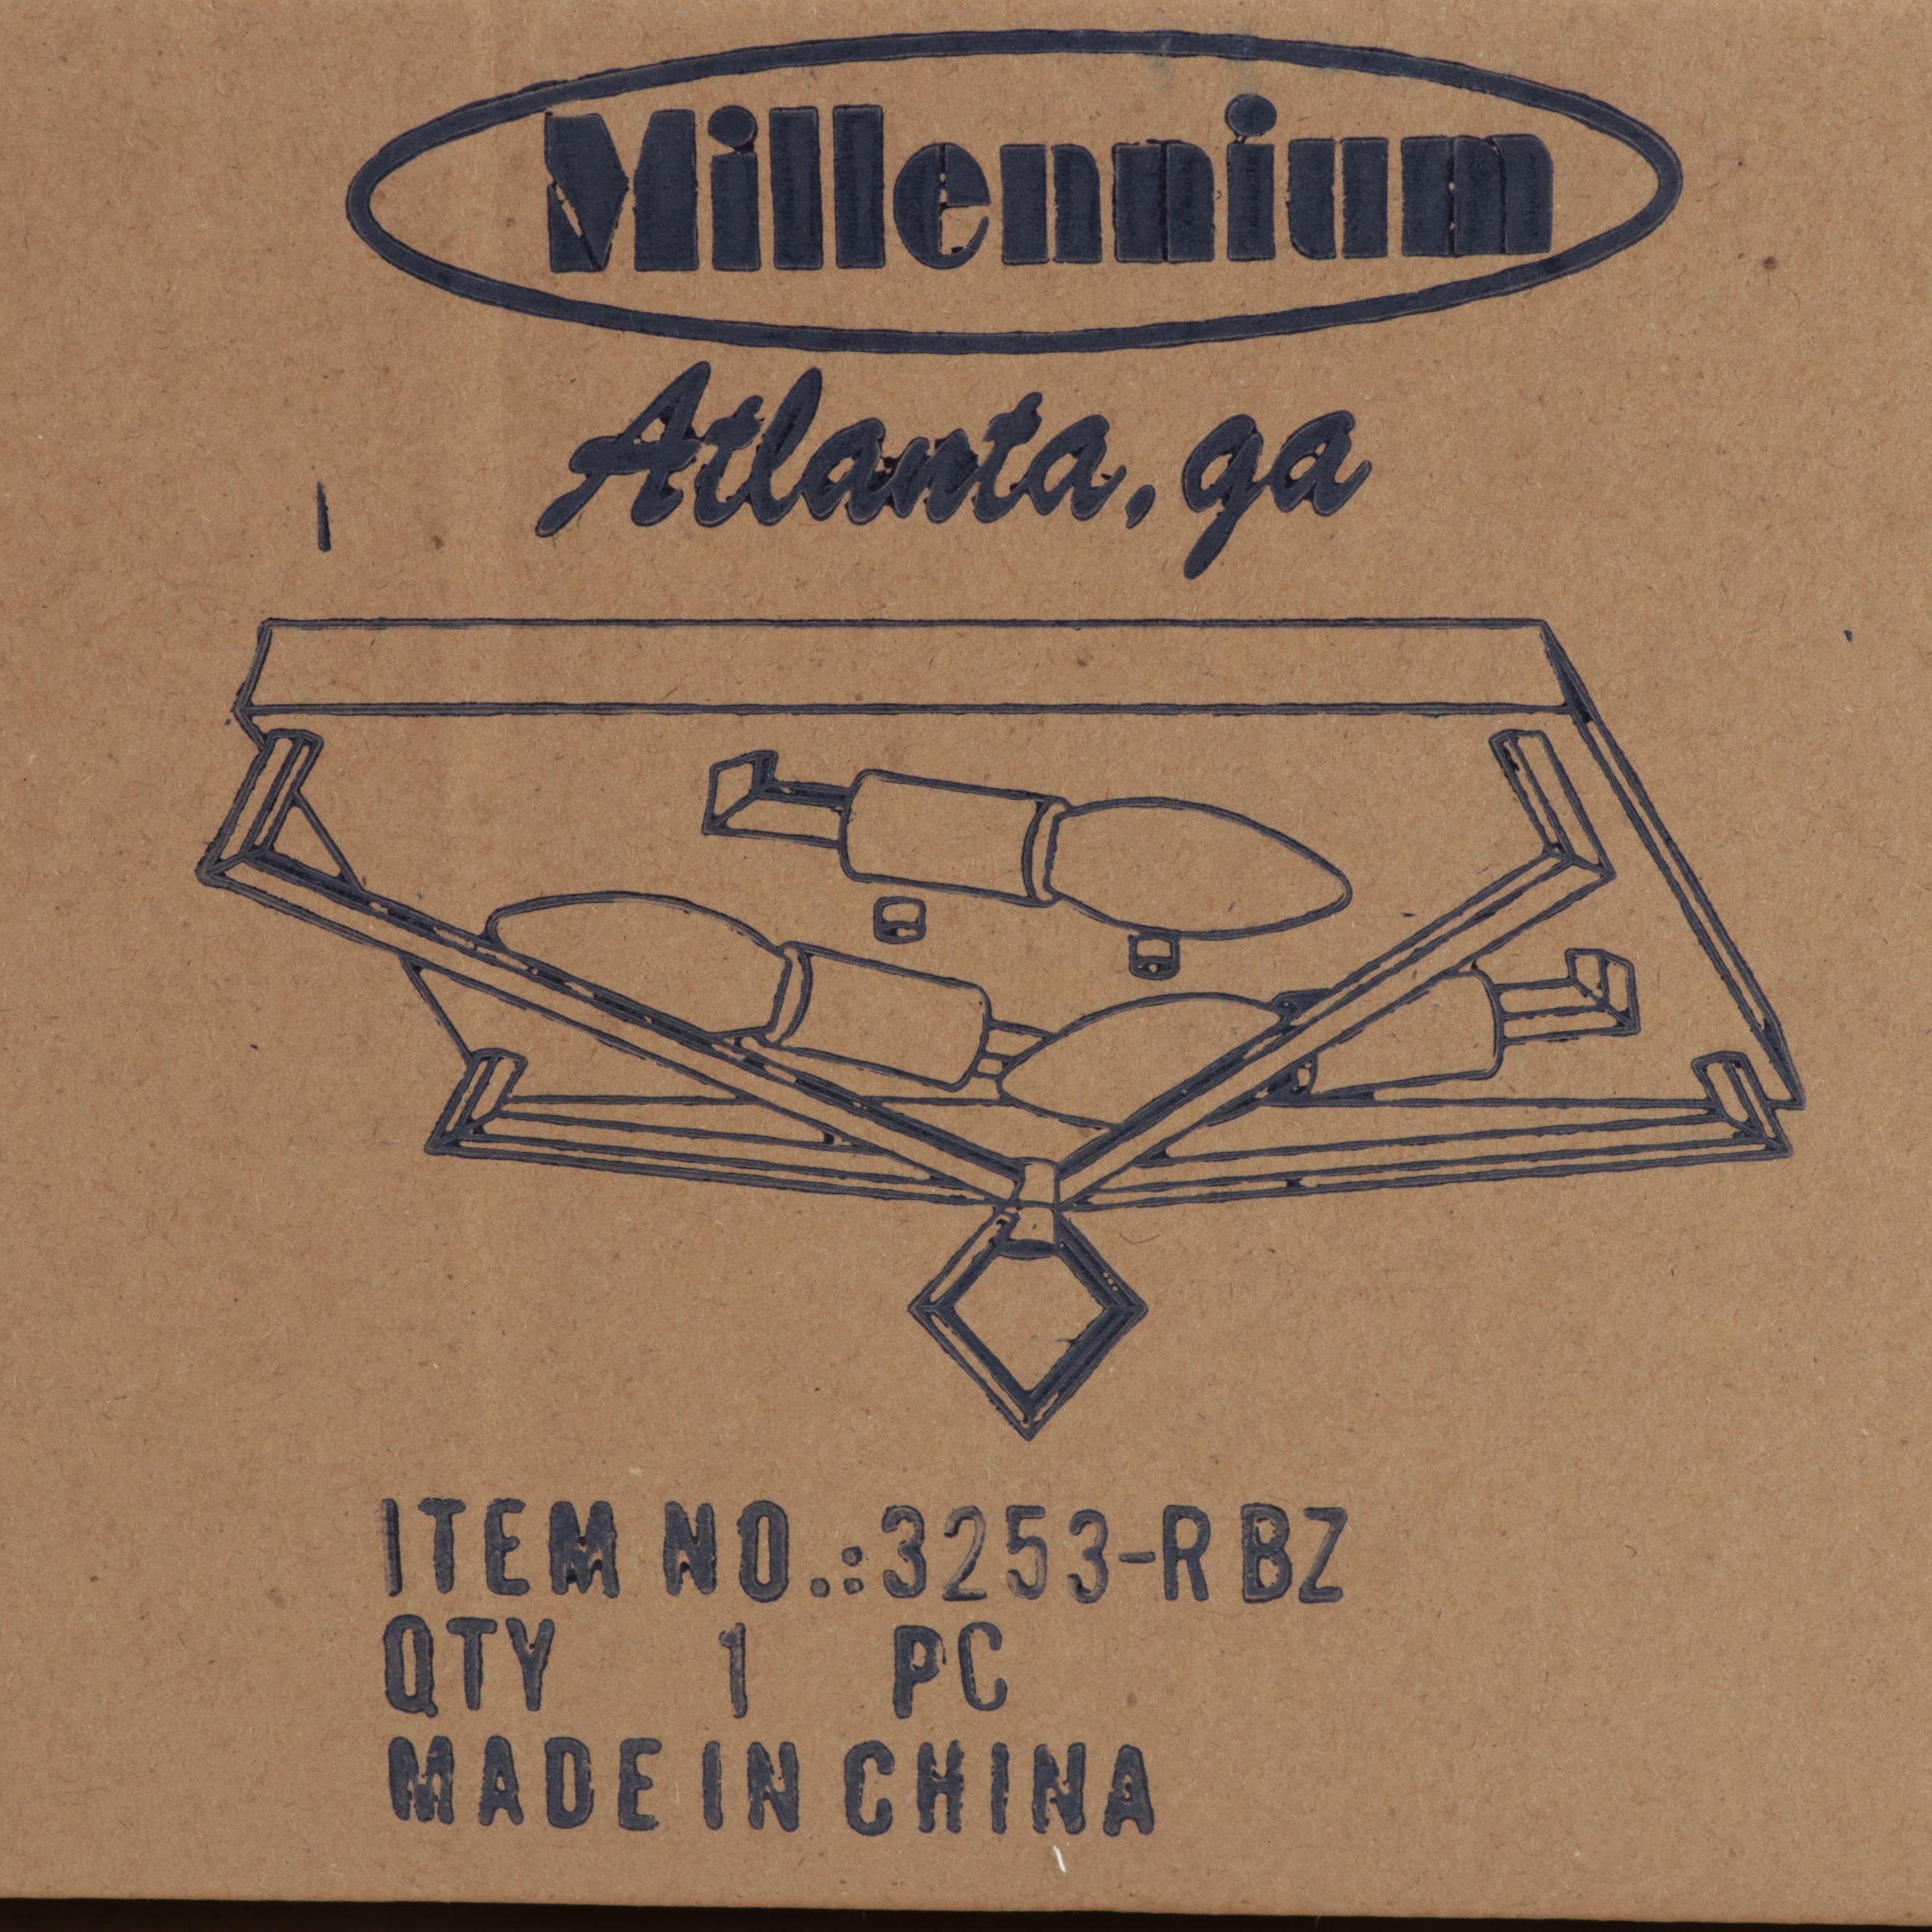 Millennium
Atlanta, ga
ITEM NO.:3253-RBZ
QTY 1 PC
MADE IN CHINA